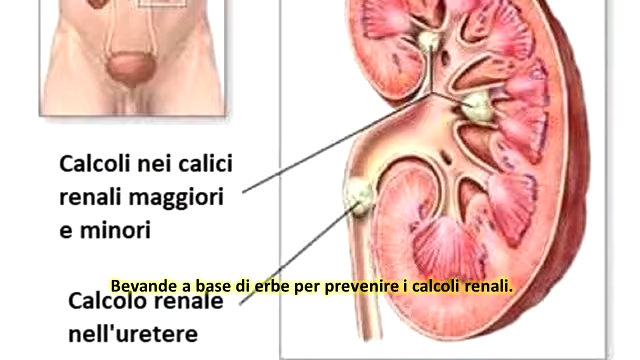 Calcoli nei calici
renali maggiori
e minori
Bevande a base di erbe per prevenire i calcoli renali.
Calcolo renale
nell'uretere